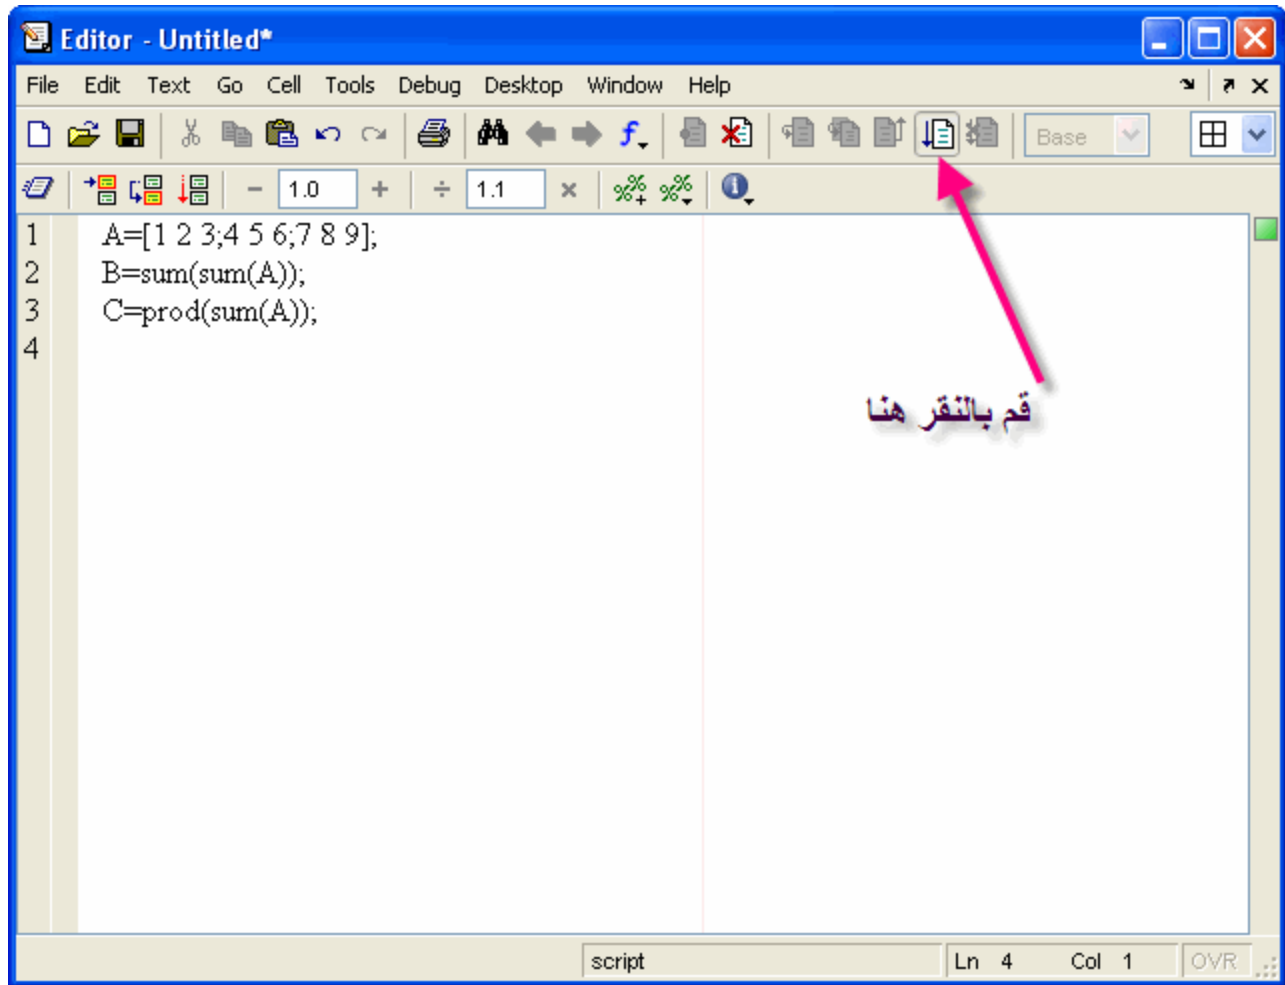 Editor - Untitled*
File Edit Text Go Cell Tools Debug Desktop Window Help
Base
- 1.0 + ÷ 1.1 ×
1 A=[1 2 3;4 5 6;7 8 9];
2 B=sum(sum(A));
3 C=prod(sum(A));
4
قم بالنقر هنا
script Ln 4 Col 1 OVR